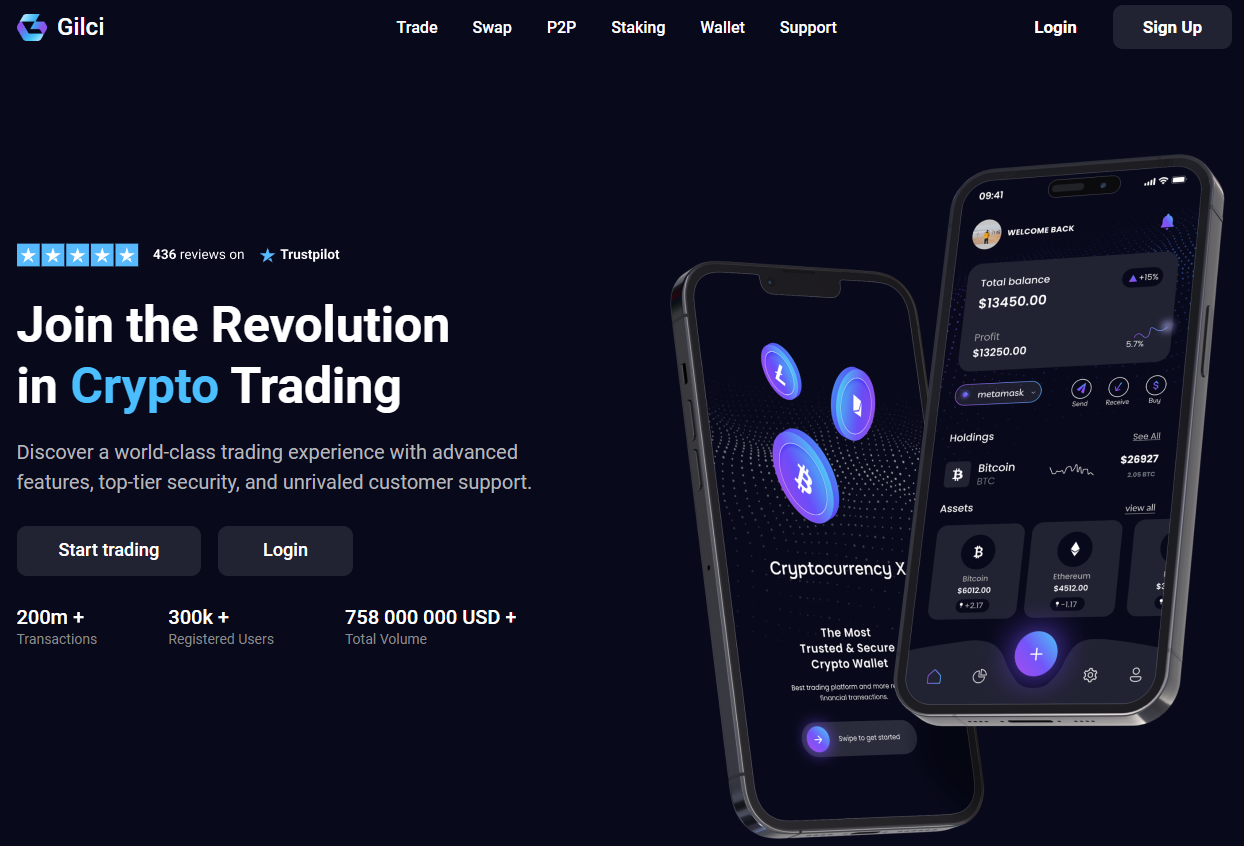 Gilci
Trade
Swap
P2P
Staking
Wallet
Support
Login
Sign Up
436 reviews on
Trustpilot
Join the Revolution
in Crypto Trading
Discover a world-class trading experience with advanced
features, top-tier security, and unrivaled customer support.
Start trading
Login
200m +
Transactions
300k +
Registered Users
758 000 000 USD +
Total Volume
Cryptocurrency X
The Most
Trusted & Secure
Crypto Wallet
Best trading platform and more
financial transactions.
Swipe to get started
09:41
WELCOME BACK
Total balance
+15%
$13450.00
Profit
$13250.00
5.7%
metamask
Send
Receive
Buy
Holdings
See All
Bitcoin
BTC
$26927
2.05 BTC
Assets
view all
Bitcoin
$6012.00
+2.17
Ethereum
$4512.00
-1.17